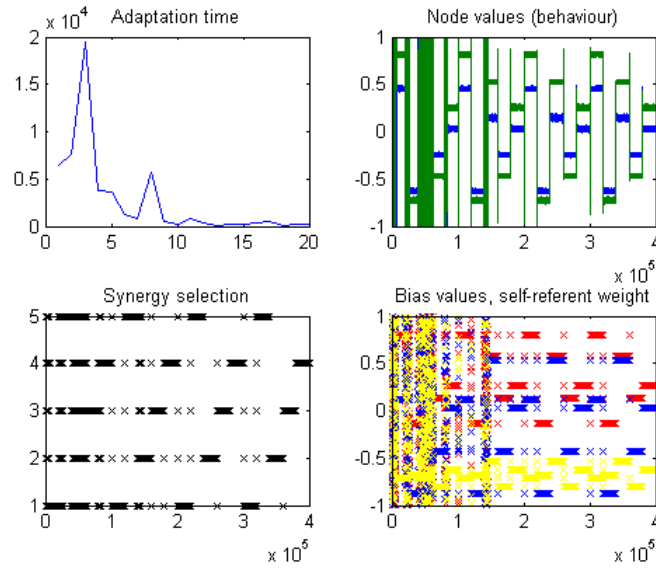 Adaptation time
x 10^4
2
1.5
1
0.5
0
0 5 10 15 20
Node values (behaviour)
1
0.5
0
-0.5
-1
0 1 2 3 4
x 10^5
Synergy selection
5
4
3
2
1
0 1 2 3 4
x 10^5
Bias values, self-referent weight
1
0.5
0
-0.5
-1
0 1 2 3 4
x 10^5